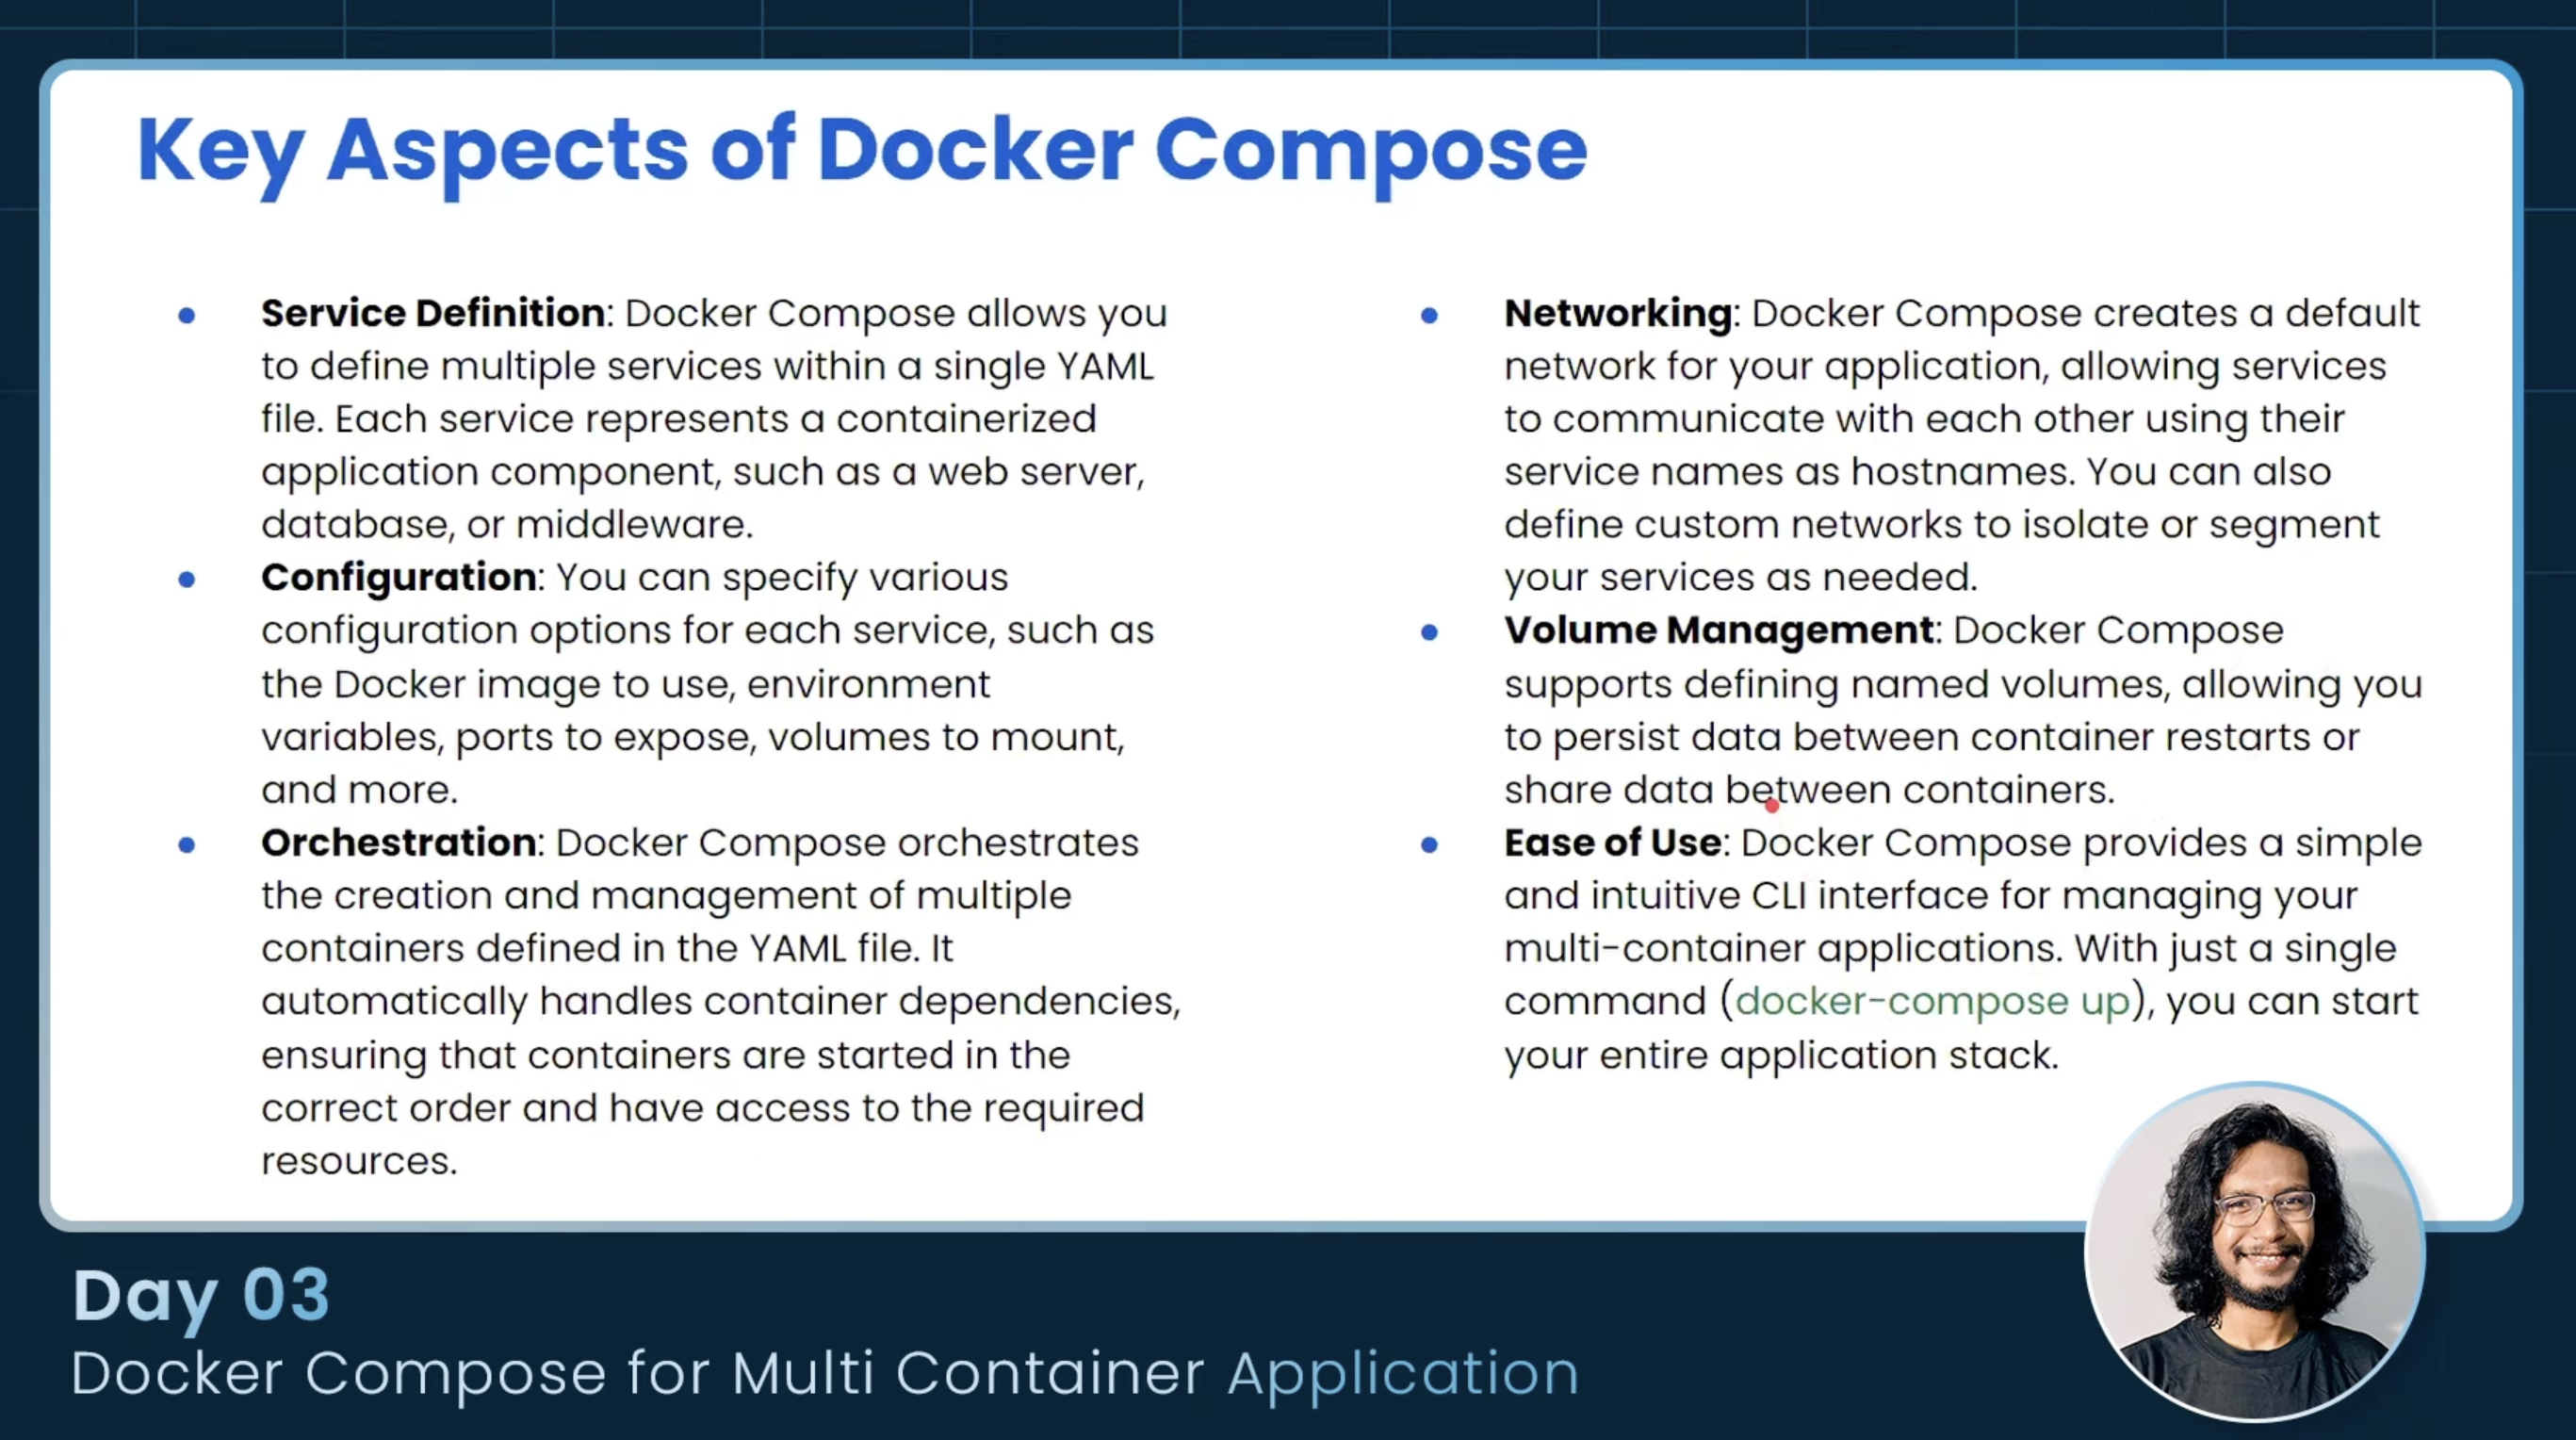 Key Aspects of Docker Compose
Service Definition: Docker Compose allows you
to define multiple services within a single YAML
file. Each service represents a containerized
application component, such as a web server,
database, or middleware.
Configuration: You can specify various
configuration options for each service, such as
the Docker image to use, environment
variables, ports to expose, volumes to mount,
and more.
Orchestration: Docker Compose orchestrates
the creation and management of multiple
containers defined in the YAML file. It
automatically handles container dependencies,
ensuring that containers are started in the
correct order and have access to the required
resources.
Networking: Docker Compose creates a default
network for your application, allowing services
to communicate with each other using their
service names as hostnames. You can also
define custom networks to isolate or segment
your services as needed.
Volume Management: Docker Compose
supports defining named volumes, allowing you
to persist data between container restarts or
share data between containers.
Ease of Use: Docker Compose provides a simple
and intuitive CLI interface for managing your
multi-container applications. With just a single
command (docker-compose up), you can start
your entire application stack.
Day 03
Docker Compose for Multi Container Application